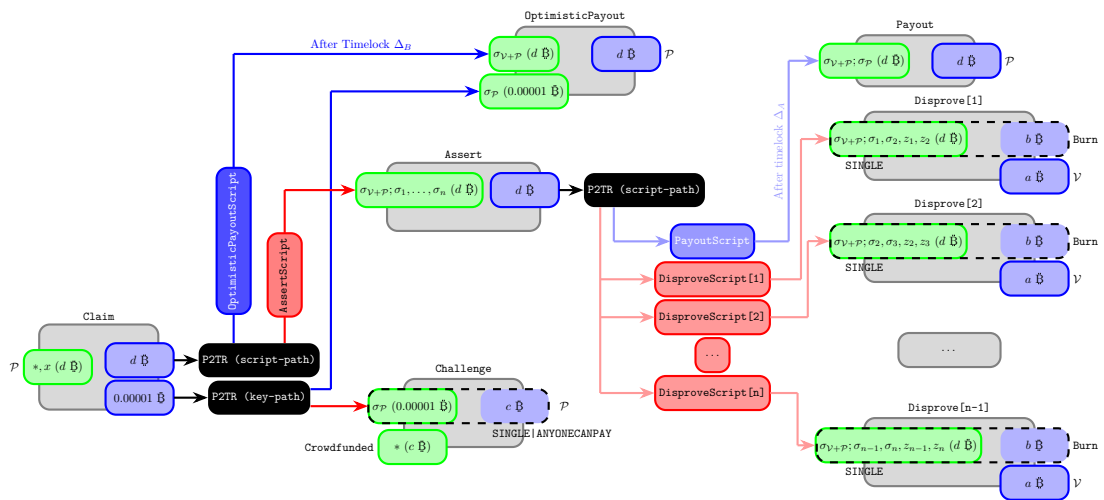 OptimisticPayout
After Timelock Δ_B
σ_{𝒱+𝒫} (d ₿)
d ₿
𝒫
σ_𝒫 (0.00001 ₿)
Payout
σ_{𝒱+𝒫}; σ_𝒫 (d ₿)
d ₿
𝒫
After timelock Δ_A
Disprove[1]
σ_{𝒱+𝒫}; σ_1, σ_2, z_1, z_2 (d ₿)
b ₿
Burn
SINGLE
a ₿
𝒱
Assert
σ_{𝒱+𝒫}; σ_1, . . . , σ_n (d ₿)
d ₿
P2TR (script-path)
OptimisticPayoutScript
AssertScript
PayoutScript
Disprove[2]
σ_{𝒱+𝒫}; σ_2, σ_3, z_2, z_3 (d ₿)
b ₿
Burn
SINGLE
a ₿
𝒱
DisproveScript[1]
DisproveScript[2]
...
DisproveScript[n]
...
Claim
𝒫
∗, x (d ₿)
d ₿
P2TR (script-path)
0.00001 ₿
P2TR (key-path)
Challenge
σ_𝒫 (0.00001 ₿)
c ₿
𝒫
SINGLE|ANYONECANPAY
Crowdfunded
∗ (c ₿)
Disprove[n-1]
σ_{𝒱+𝒫}; σ_{n−1}, σ_n, z_{n−1}, z_n (d ₿)
b ₿
Burn
SINGLE
a ₿
𝒱